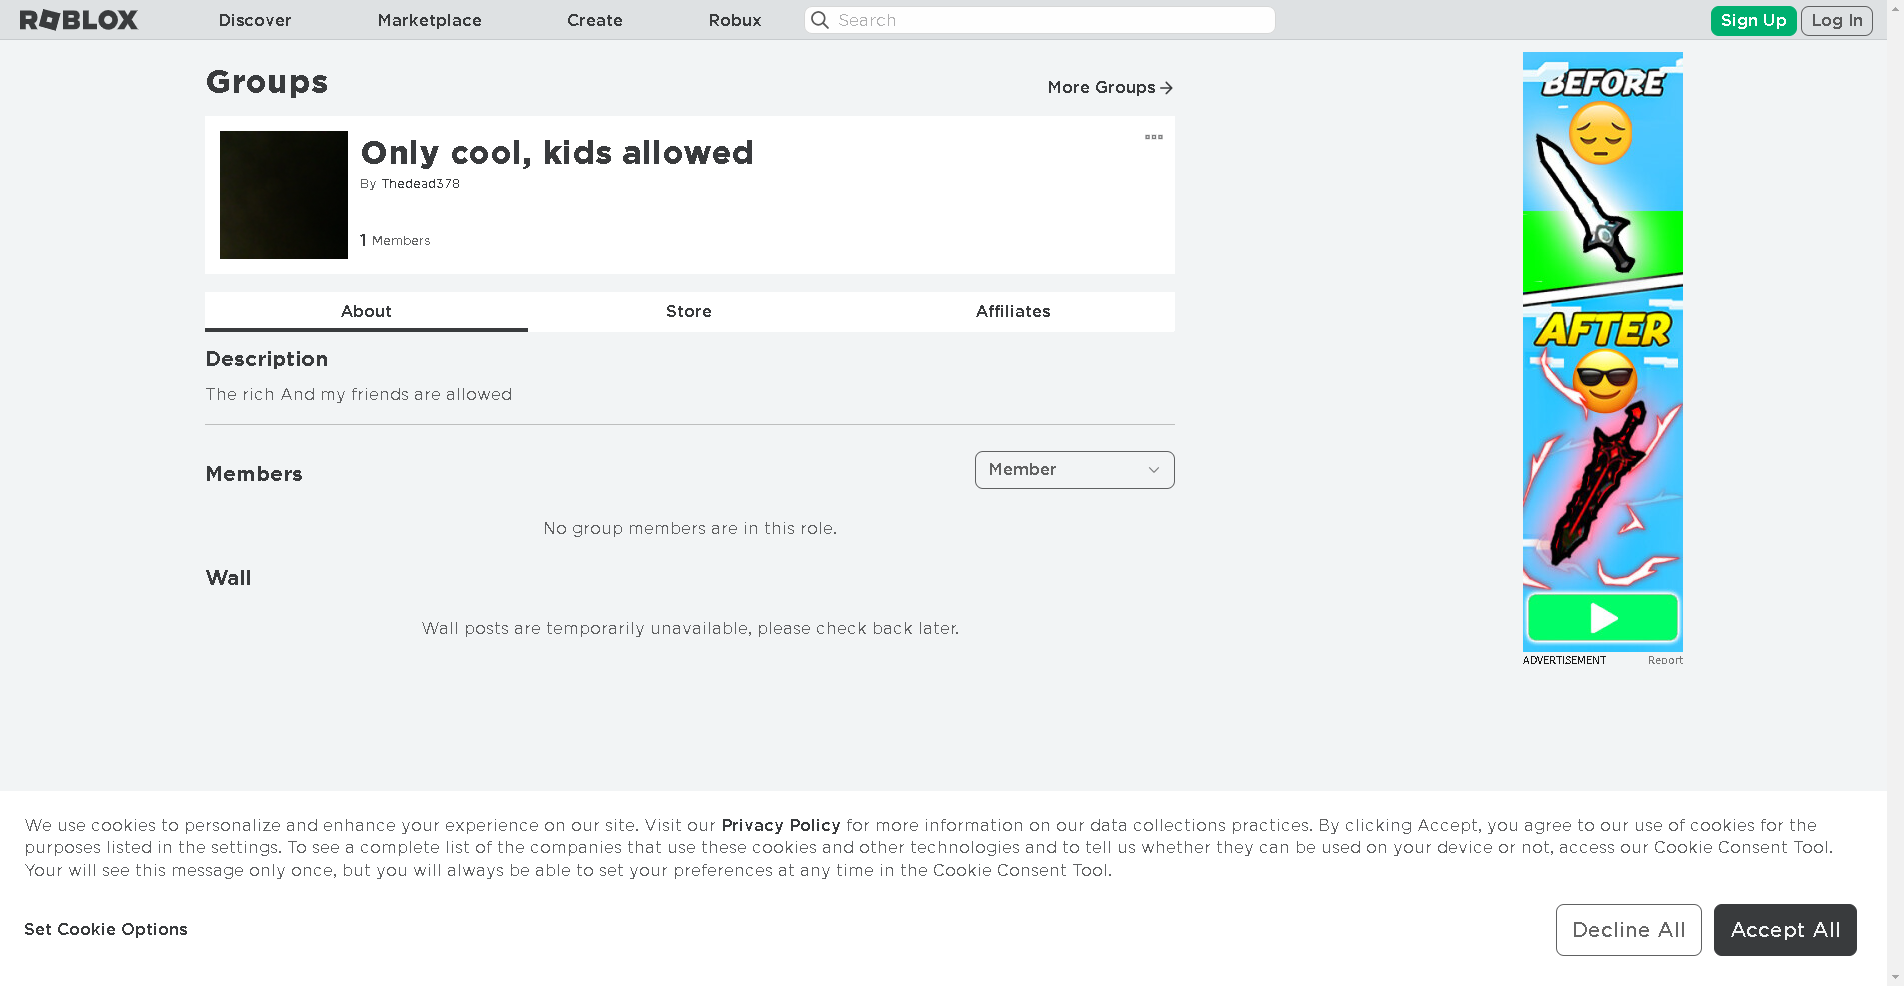 ROBLOX Discover Marketplace Create Robux Search Sign Up Log In
Groups
More Groups
Only cool, kids allowed
By Thedead378
1 Members
About Store Affiliates
Description
The rich And my friends are allowed
Members
Member
No group members are in this role.
Wall
Wall posts are temporarily unavailable, please check back later.
BEFORE
AFTER
ADVERTISEMENT Report
We use cookies to personalize and enhance your experience on our site. Visit our Privacy Policy for more information on our data collections practices. By clicking Accept, you agree to our use of cookies for the
purposes listed in the settings. To see a complete list of the companies that use these cookies and other technologies and to tell us whether they can be used on your device or not, access our Cookie Consent Tool.
Your will see this message only once, but you will always be able to set your preferences at any time in the Cookie Consent Tool.
Set Cookie Options
Decline All Accept All